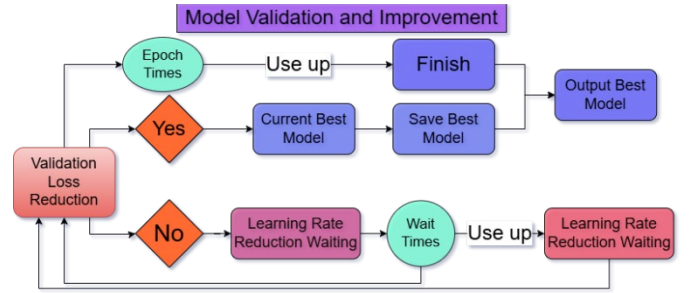 Model Validation and Improvement
Epoch
Times
Use up
Finish
Output Best
Model
Yes
Current Best
Model
Save Best
Model
Validation
Loss
Reduction
No
Learning Rate
Reduction Waiting
Wait
Times
Use up
Learning Rate
Reduction Waiting